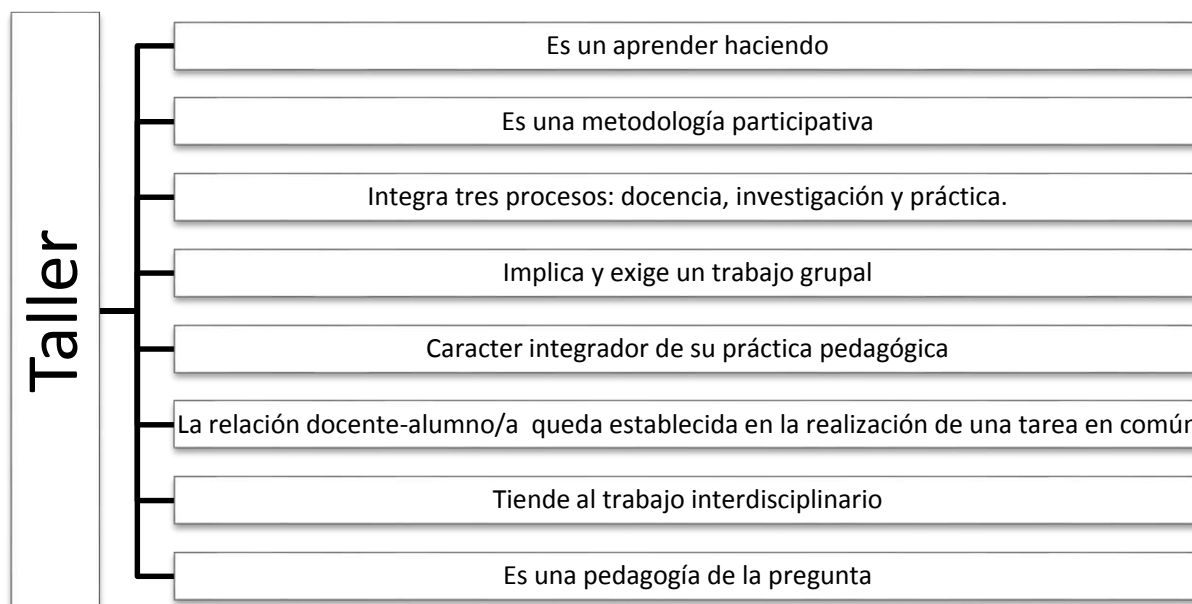 Taller
Es un aprender haciendo
Es una metodología participativa
Integra tres procesos: docencia, investigación y práctica.
Implica y exige un trabajo grupal
Caracter integrador de su práctica pedagógica
La relación docente-alumno/a queda establecida en la realización de una tarea en común
Tiende al trabajo interdisciplinario
Es una pedagogía de la pregunta